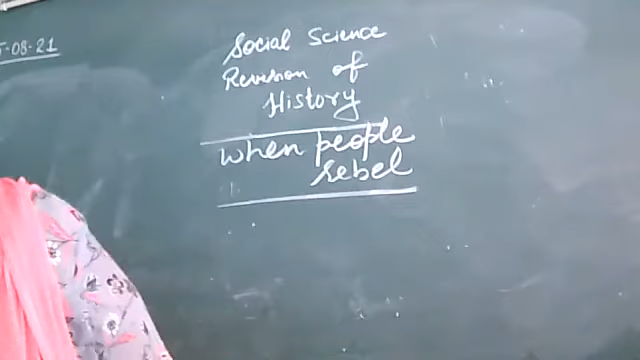 -08-21
Social Science
Revision of
History
when people
rebel